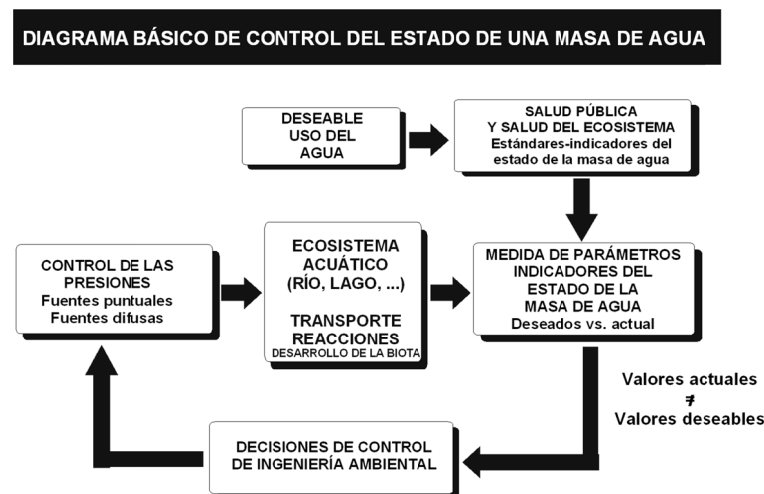 DIAGRAMA BÁSICO DE CONTROL DEL ESTADO DE UNA MASA DE AGUA
DESEABLE
USO DEL
AGUA
SALUD PÚBLICA
Y SALUD DEL ECOSISTEMA
Estándares-indicadores del
estado de la masa de agua
CONTROL DE LAS
PRESIONES
Fuentes puntuales
Fuentes difusas
ECOSISTEMA
ACUÁTICO
(RÍO, LAGO, ...)
TRANSPORTE
REACCIONES
DESARROLLO DE LA BIOTA
MEDIDA DE PARÁMETROS
INDICADORES DEL
ESTADO DE LA
MASA DE AGUA
Deseados vs. actual
Valores actuales
≠
Valores deseables
DECISIONES DE CONTROL
DE INGENIERÍA AMBIENTAL